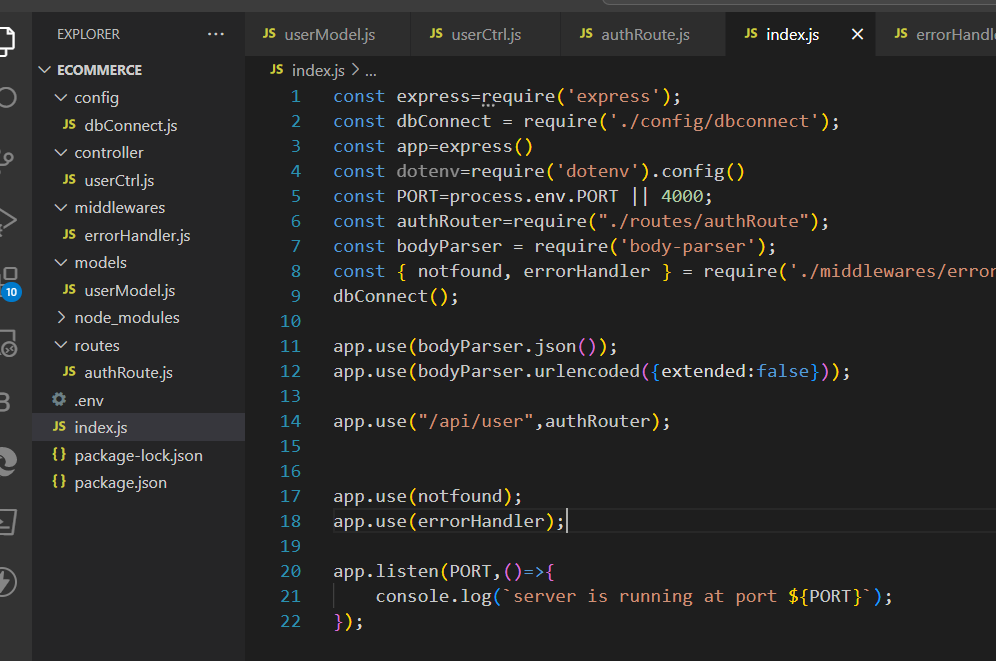 EXPLORER ...
ECOMMERCE
config
JS dbConnect.js
controller
JS userCtrl.js
middlewares
JS errorHandler.js
models
JS userModel.js
node_modules
routes
JS authRoute.js
.env
JS index.js
{} package-lock.json
{} package.json
10
JS userModel.js JS userCtrl.js JS authRoute.js JS index.js × JS errorHandle
JS index.js > ...
1 const express=require('express');
2 const dbConnect = require('./config/dbconnect');
3 const app=express()
4 const dotenv=require('dotenv').config()
5 const PORT=process.env.PORT || 4000;
6 const authRouter=require("./routes/authRoute");
7 const bodyParser = require('body-parser');
8 const { notfound, errorHandler } = require('./middlewares/error
9 dbConnect();
10
11 app.use(bodyParser.json());
12 app.use(bodyParser.urlencoded({extended:false}));
13
14 app.use("/api/user",authRouter);
15
16
17 app.use(notfound);
18 app.use(errorHandler);
19
20 app.listen(PORT,()=>{
21 console.log(`server is running at port ${PORT}`);
22 });